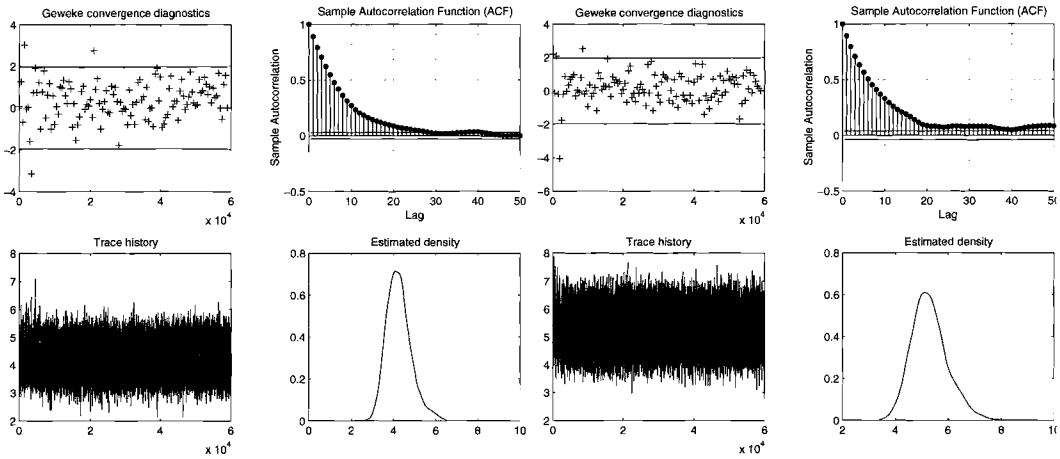 Geweke convergence diagnostics
4
2
0
−2
−4
0 2 4 6
x 10^4
Sample Autocorrelation Function (ACF)
Sample Autocorrelation
1
0.5
0
−0.5
0 10 20 30 40 50
Lag
Geweke convergence diagnostics
6
4
2
0
−2
−4
−6
0 2 4 6
x 10^4
Sample Autocorrelation Function (ACF)
Sample Autocorrelation
1
0.5
0
−0.5
0 10 20 30 40 50
Lag
Trace history
8
7
6
5
4
3
2
0 2 4 6
x 10^4
Estimated density
0.8
0.6
0.4
0.2
0
0 2 4 6 8 10
Trace history
8
7
6
5
4
3
2
0 2 4 6
x 10^4
Estimated density
0.8
0.6
0.4
0.2
0
2 4 6 8 10